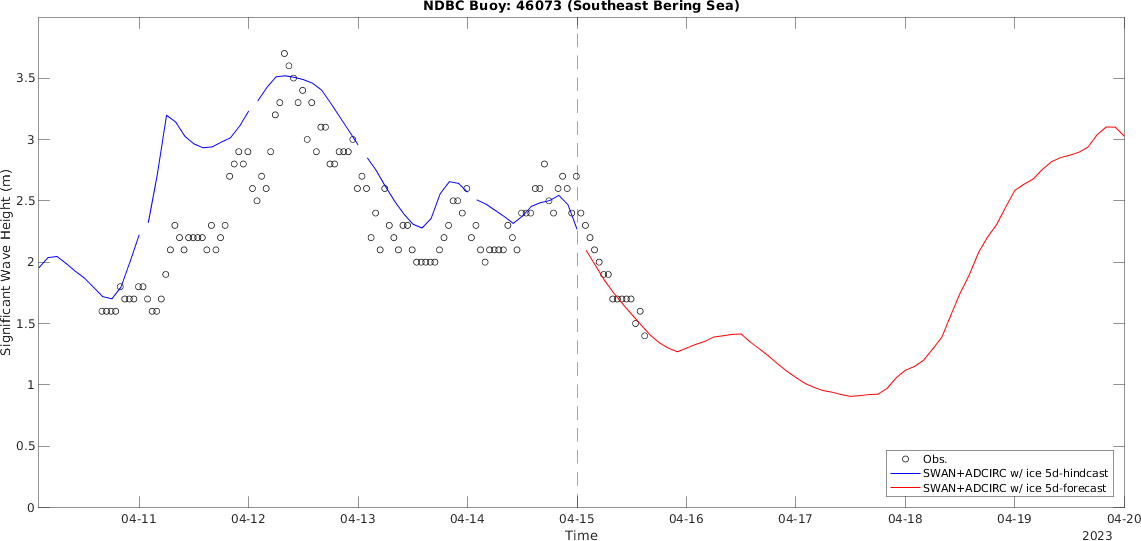 NDBC Buoy: 46073 (Southeast Bering Sea)
Significant Wave Height (m)
3.5
3
2.5
2
1.5
1
0.5
0
Obs.
SWAN+ADCIRC w/ ice 5d-hindcast
SWAN+ADCIRC w/ ice 5d-forecast
04-11 04-12 04-13 04-14 04-15 04-16 04-17 04-18 04-19 04-20
Time 2023